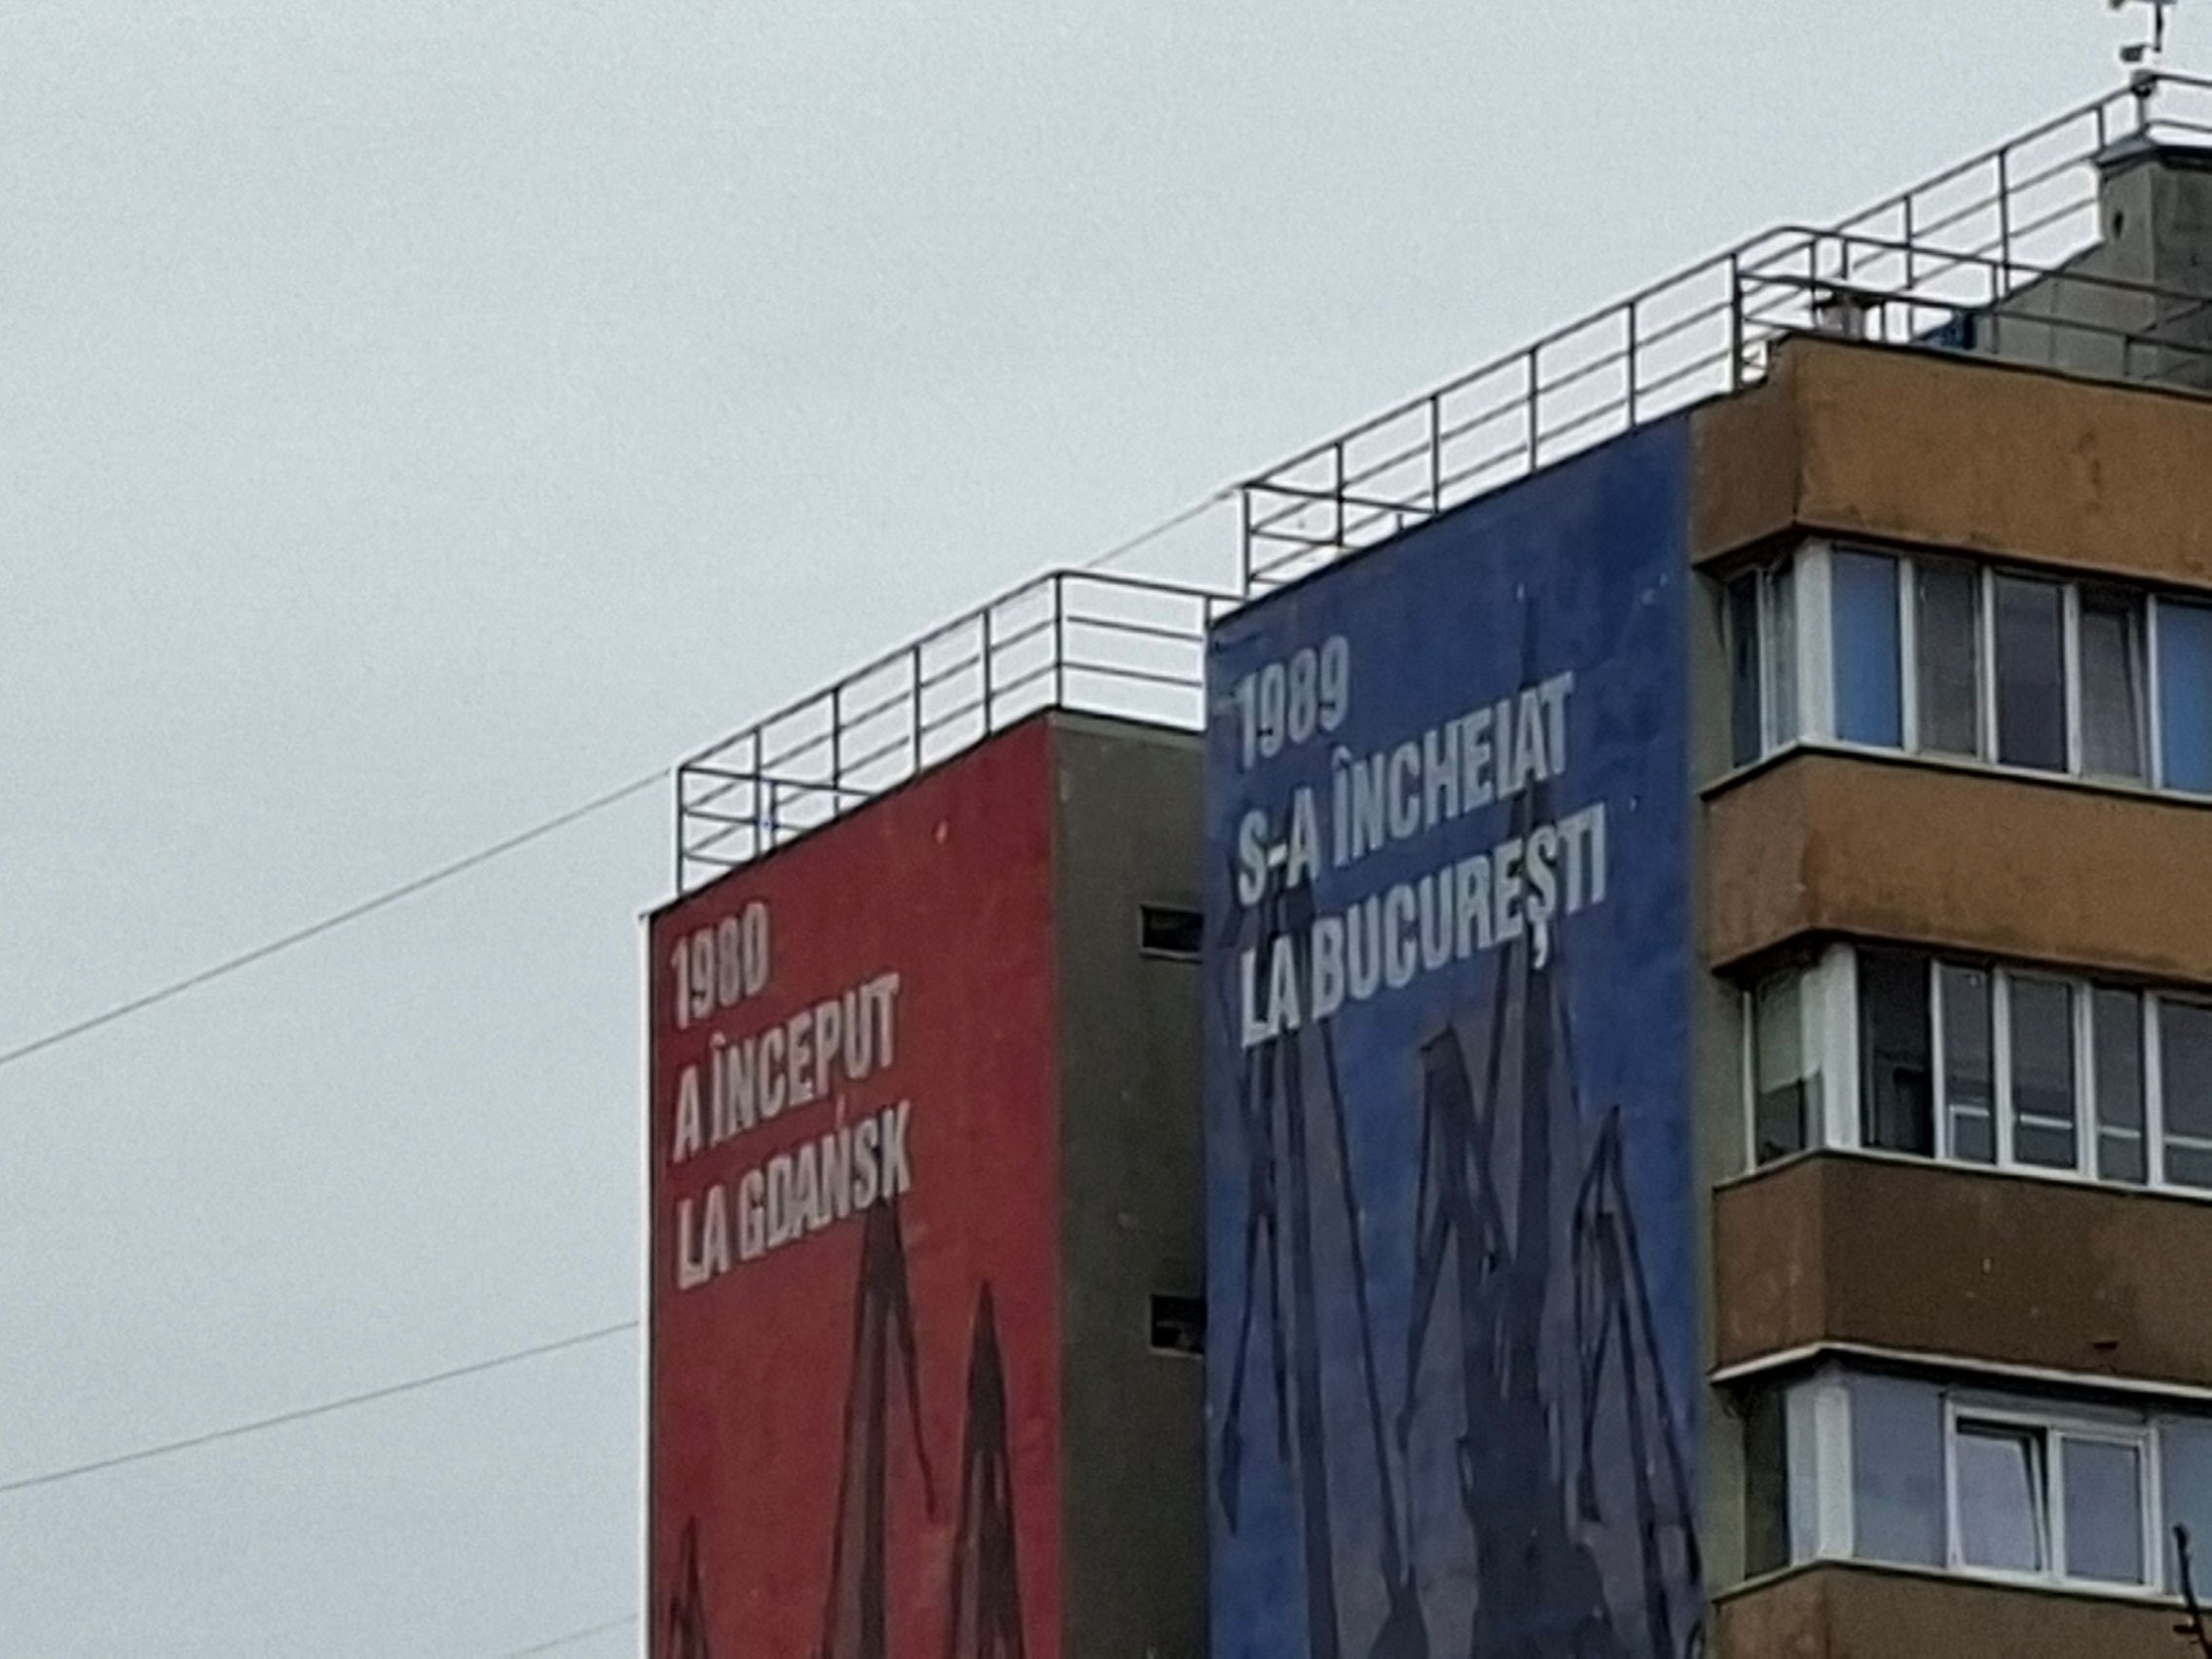 1980
A ÎNCEPUT
LA GDAŃSK
1989
S-A ÎNCHEIAT
LA BUCUREȘTI